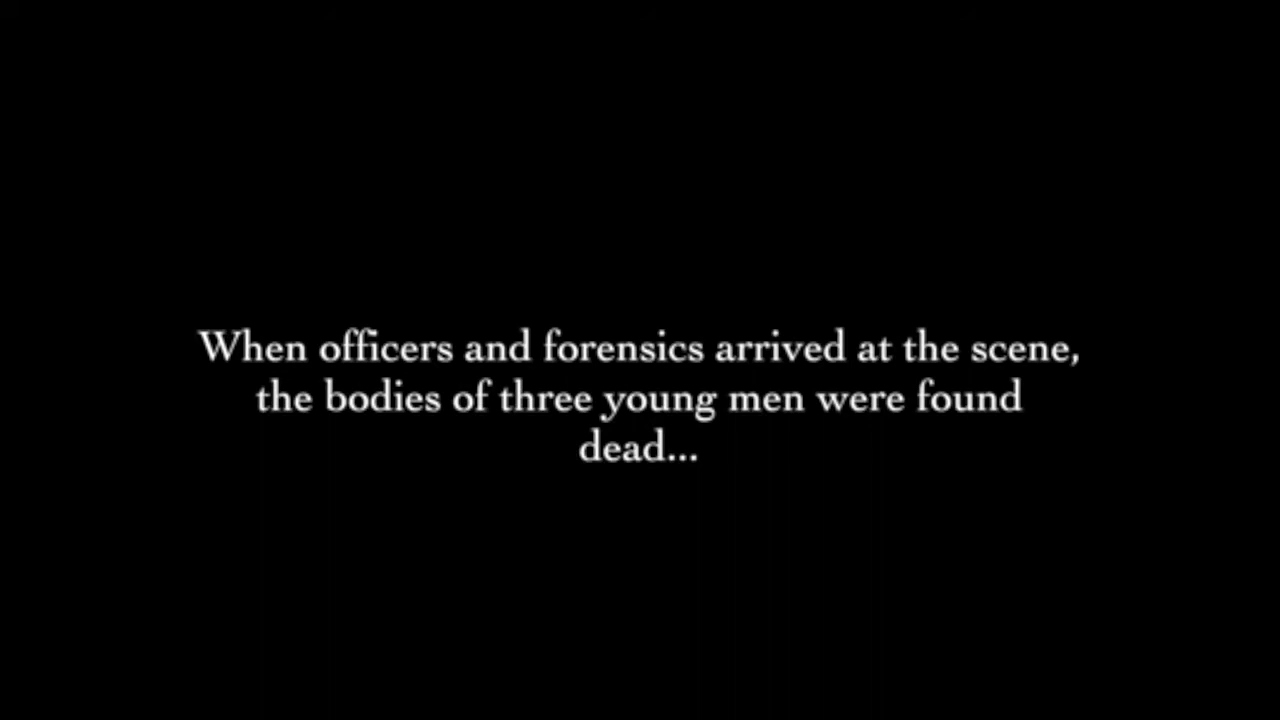 When officers and forensics arrived at the scene,
the bodies of three young men were found
dead...